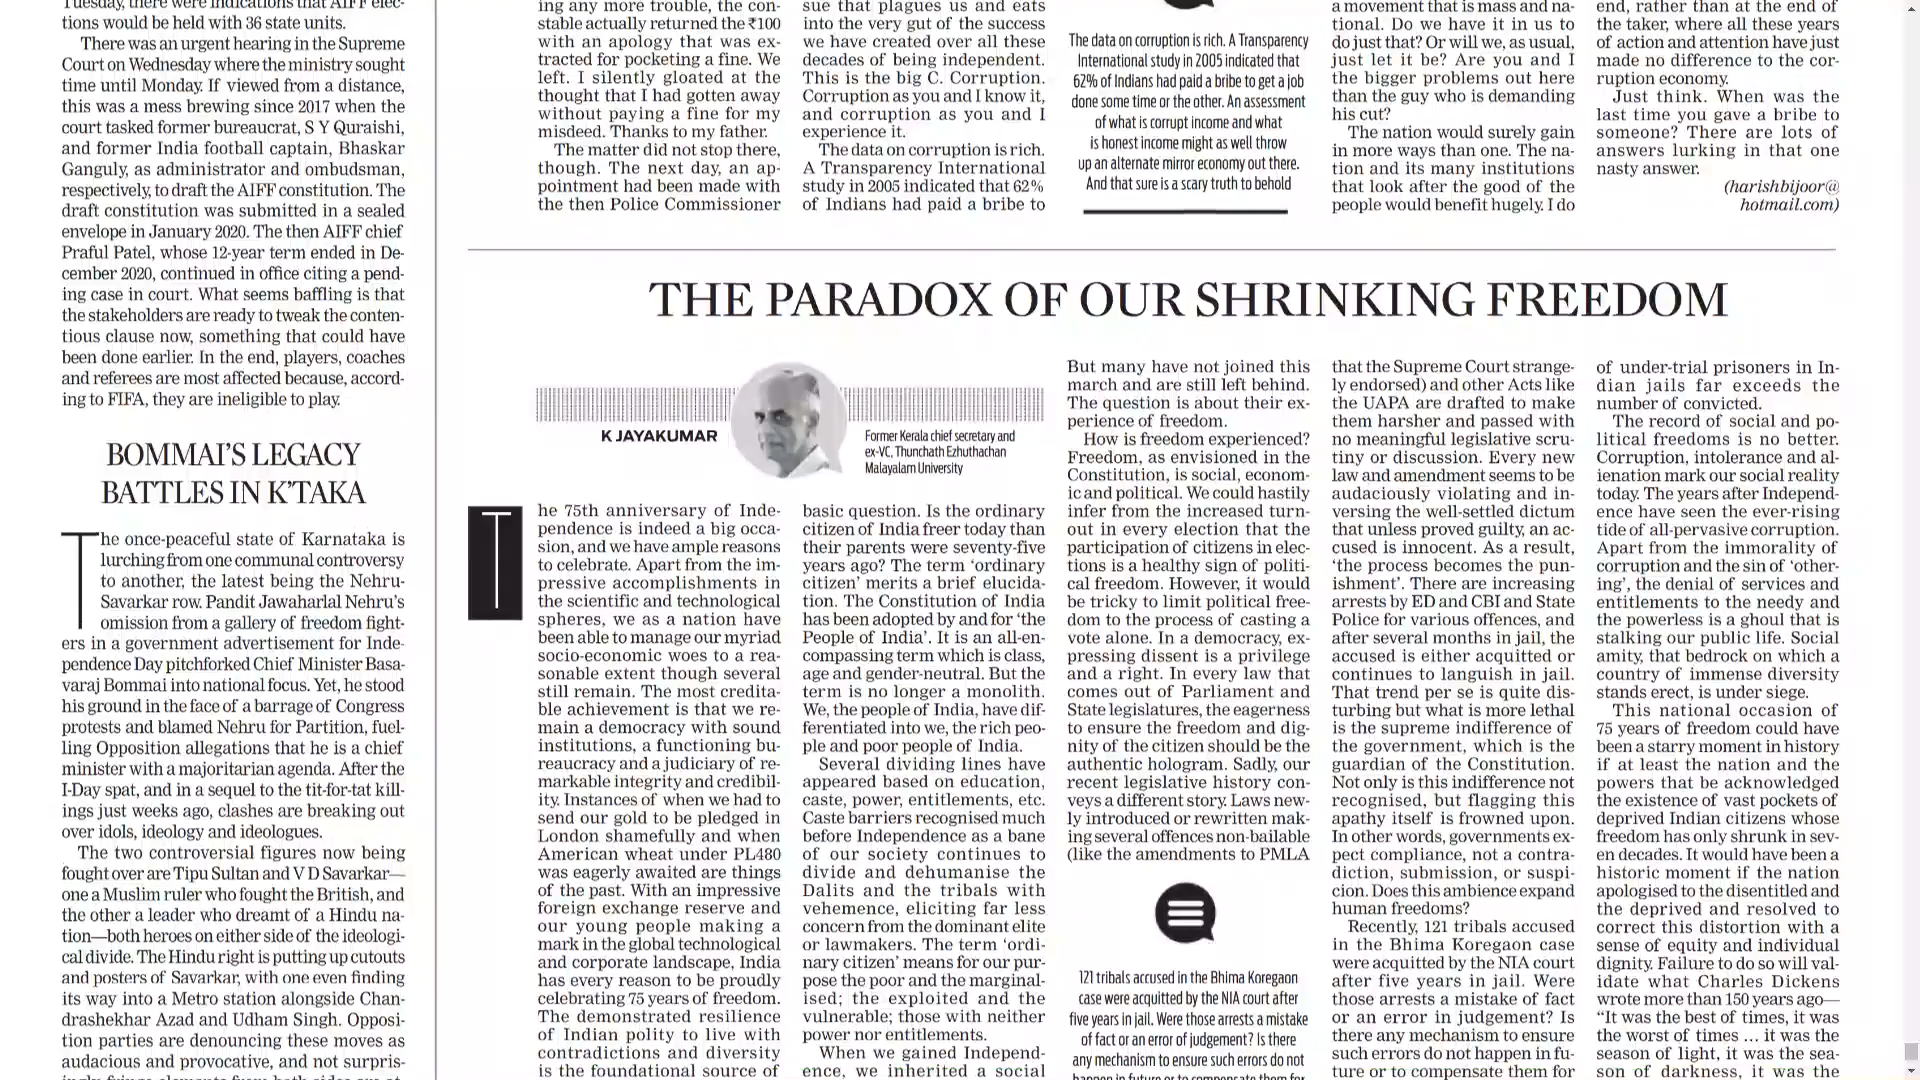 Tuesday, there were indications that AIFF elec-
tions would be held with 36 state units.
There was an urgent hearing in the Supreme
Court on Wednesday where the ministry sought
time until Monday. If viewed from a distance,
this was a mess brewing since 2017 when the
court tasked former bureaucrat, S Y Quraishi,
and former India football captain, Bhaskar
Ganguly, as administrator and ombudsman,
respectively, to draft the AIFF constitution. The
draft constitution was submitted in a sealed
envelope in January 2020. The then AIFF chief
Praful Patel, whose 12-year term ended in De-
cember 2020, continued in office citing a pend-
ing case in court. What seems baffling is that
the stakeholders are ready to tweak the conten-
tious clause now, something that could have
been done earlier. In the end, players, coaches
and referees are most affected because, accord-
ing to FIFA, they are ineligible to play.
BOMMAI'S LEGACY
BATTLES IN K'TAKA
The once-peaceful state of Karnataka is
lurching from one communal controversy
to another, the latest being the Nehru-
Savarkar row. Pandit Jawaharlal Nehru's
omission from a gallery of freedom fight-
ers in a government advertisement for Inde-
pendence Day pitchforked Chief Minister Basa-
varaj Bommai into national focus. Yet, he stood
his ground in the face of a barrage of Congress
protests and blamed Nehru for Partition, fuel-
ling Opposition allegations that he is a chief
minister with a majoritarian agenda. After the
I-Day spat, and in a sequel to the tit-for-tat kill-
ings just weeks ago, clashes are breaking out
over idols, ideology and ideologues.
The two controversial figures now being
fought over are Tipu Sultan and V D Savarkar—
one a Muslim ruler who fought the British, and
the other a leader who dreamt of a Hindu na-
tion—both heroes on either side of the ideologi-
cal divide. The Hindu right is putting up cutouts
and posters of Savarkar, with one even finding
its way into a Metro station alongside Chan-
drashekhar Azad and Udham Singh. Opposi-
tion parties are denouncing these moves as
audacious and provocative, and not surpris-
ing any more trouble, the con-
stable actually returned the ₹100
with an apology that was ex-
tracted for pocketing a fine. We
left. I silently gloated at the
thought that I had gotten away
without paying a fine for my
misdeed. Thanks to my father.
The matter did not stop there,
though. The next day, an ap-
pointment had been made with
the then Police Commissioner
sue that plagues us and eats
into the very gut of the success
we have created over all these
decades of being independent.
This is the big C. Corruption.
Corruption as you and I know it,
and corruption as you and I
experience it.
The data on corruption is rich.
A Transparency International
study in 2005 indicated that 62%
of Indians had paid a bribe to
The data on corruption is rich. A Transparency
International study in 2005 indicated that
62% of Indians had paid a bribe to get a job
done some time or the other. An assessment
of what is corrupt income and what
is honest income might as well throw
up an alternate mirror economy out there.
And that sure is a scary truth to behold
a movement that is mass and na-
tional. Do we have it in us to
do just that? Or will we, as usual,
just let it be? Are you and I
the bigger problems out here
than the guy who is demanding
his cut?
The nation would surely gain
in more ways than one. The na-
tion and its many institutions
that look after the good of the
people would benefit hugely. I do
end, rather than at the end of
the taker, where all these years
of action and attention have just
made no difference to the cor-
ruption economy.
Just think. When was the
last time you gave a bribe to
someone? There are lots of
answers lurking in that one
nasty answer.
(harishbijoor@
hotmail.com)
THE PARADOX OF OUR SHRINKING FREEDOM
K JAYAKUMAR
Former Kerala chief secretary and
ex-VC, Thunchath Ezhuthachan
Malayalam University
The 75th anniversary of Inde-
pendence is indeed a big occa-
sion, and we have ample reasons
to celebrate. Apart from the im-
pressive accomplishments in
the scientific and technological
spheres, we as a nation have
been able to manage our myriad
socio-economic woes to a rea-
sonable extent though several
still remain. The most credita-
ble achievement is that we re-
main a democracy with sound
institutions, a functioning bu-
reaucracy and a judiciary of re-
markable integrity and credibil-
ity. Instances of when we had to
send our gold to be pledged in
London shamefully and when
American wheat under PL480
was eagerly awaited are things
of the past. With an impressive
foreign exchange reserve and
our young people making a
mark in the global technological
and corporate landscape, India
has every reason to be proudly
celebrating 75 years of freedom.
The demonstrated resilience
of Indian polity to live with
contradictions and diversity
is the foundational source of
basic question. Is the ordinary
citizen of India freer today than
their parents were seventy-five
years ago? The term ‘ordinary
citizen’ merits a brief elucida-
tion. The Constitution of India
has been adopted by and for ‘the
People of India’. It is an all-en-
compassing term which is class,
age and gender-neutral. But the
term is no longer a monolith.
We, the people of India, have dif-
ferentiated into we, the rich peo-
ple and poor people of India.
Several dividing lines have
appeared based on education,
caste, power, entitlements, etc.
Caste barriers recognised much
before Independence as a bane
of our society continues to
divide and dehumanise the
Dalits and the tribals with
vehemence, eliciting far less
concern from the dominant elite
or lawmakers. The term ‘ordi-
nary citizen’ means for our pur-
pose the poor and the marginal-
ised; the exploited and the
vulnerable; those with neither
power nor entitlements.
When we gained Independ-
ence, we inherited a social
But many have not joined this
march and are still left behind.
The question is about their ex-
perience of freedom.
How is freedom experienced?
Freedom, as envisioned in the
Constitution, is social, econom-
ic and political. We could hastily
infer from the increased turn-
out in every election that the
participation of citizens in elec-
tions is a healthy sign of politi-
cal freedom. However, it would
be tricky to limit political free-
dom to the process of casting a
vote alone. In a democracy, ex-
pressing dissent is a privilege
and a right. In every law that
comes out of Parliament and
State legislatures, the eagerness
to ensure the freedom and dig-
nity of the citizen should be the
authentic hologram. Sadly, our
recent legislative history con-
veys a different story. Laws new-
ly introduced or rewritten mak-
ing several offences non-bailable
(like the amendments to PMLA
121 tribals accused in the Bhima Koregaon
case were acquitted by the NIA court after
five years in jail. Were those arrests a mistake
of fact or an error of judgement? Is there
any mechanism to ensure such errors do not
happen in future or to compensate them for
that the Supreme Court strange-
ly endorsed) and other Acts like
the UAPA are drafted to make
them harsher and passed with
no meaningful legislative scru-
tiny or discussion. Every new
law and amendment seems to be
audaciously violating and in-
versing the well-settled dictum
that unless proved guilty, an ac-
cused is innocent. As a result,
‘the process becomes the pun-
ishment’. There are increasing
arrests by ED and CBI and State
Police for various offences, and
after several months in jail, the
accused is either acquitted or
continues to languish in jail.
That trend per se is quite dis-
turbing but what is more lethal
is the supreme indifference of
the government, which is the
guardian of the Constitution.
Not only is this indifference not
recognised, but flagging this
apathy itself is frowned upon.
In other words, governments ex-
pect compliance, not a contra-
diction, submission, or suspi-
cion. Does this ambience expand
human freedoms?
Recently, 121 tribals accused
in the Bhima Koregaon case
were acquitted by the NIA court
after five years in jail. Were
those arrests a mistake of fact
or an error in judgement? Is
there any mechanism to ensure
such errors do not happen in fu-
ture or to compensate them for
of under-trial prisoners in In-
dian jails far exceeds the
number of convicted.
The record of social and po-
litical freedoms is no better.
Corruption, intolerance and al-
ienation mark our social reality
today. The years after Independ-
ence have seen the ever-rising
tide of all-pervasive corruption.
Apart from the immorality of
corruption and the sin of ‘other-
ing’, the denial of services and
entitlements to the needy and
the powerless is a ghoul that is
stalking our public life. Social
amity, that bedrock on which a
country of immense diversity
stands erect, is under siege.
This national occasion of
75 years of freedom could have
been a starry moment in history
if at least the nation and the
powers that be acknowledged
the existence of vast pockets of
deprived Indian citizens whose
freedom has only shrunk in sev-
en decades. It would have been a
historic moment if the nation
apologised to the disentitled and
the deprived and resolved to
correct this distortion with a
sense of equity and individual
dignity. Failure to do so will val-
idate what Charles Dickens
wrote more than 150 years ago—
“It was the best of times, it was
the worst of times ... it was the
season of light, it was the sea-
son of darkness, it was the